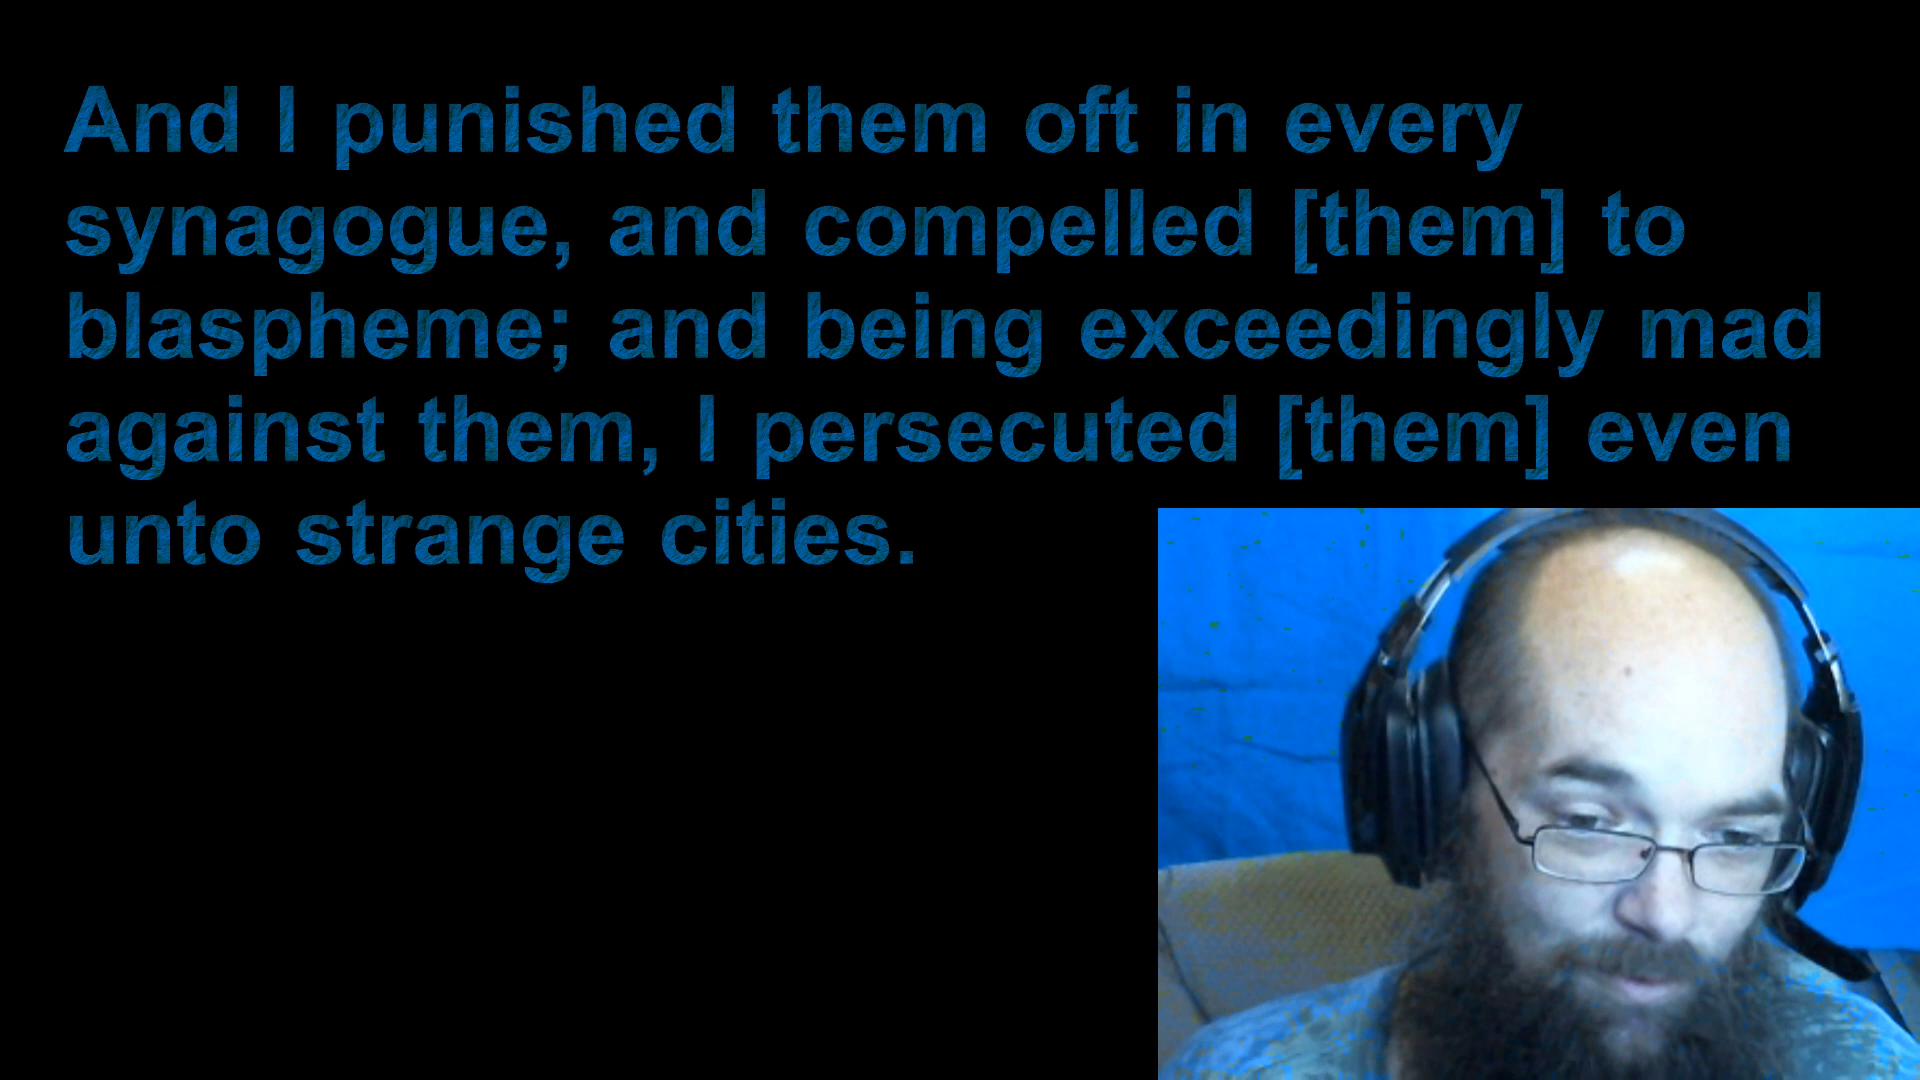 And I punished them oft in every
synagogue, and compelled [them] to
blaspheme; and being exceedingly mad
against them, I persecuted [them] even
unto strange cities.